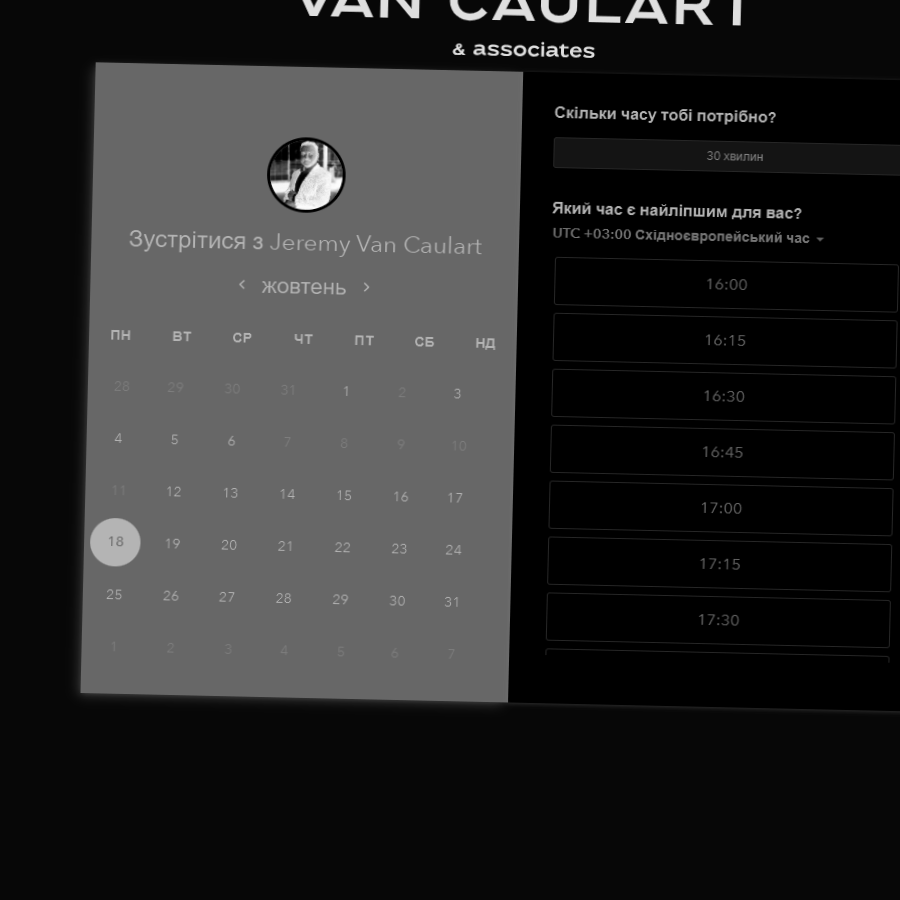 VAN CAULART
& associates
Зустрітися з Jeremy Van Caulart
жовтень
ПН ВТ СР ЧТ ПТ СБ НД
28 29 30 31 1 2 3
4 5 6 7 8 9 10
11 12 13 14 15 16 17
18 19 20 21 22 23 24
25 26 27 28 29 30 31
1 2 3 4 5 6 7
Скільки часу тобі потрібно?
30 хвилин
Який час є найліпшим для вас?
UTC +03:00 Східноєвропейський час
16:00
16:15
16:30
16:45
17:00
17:15
17:30